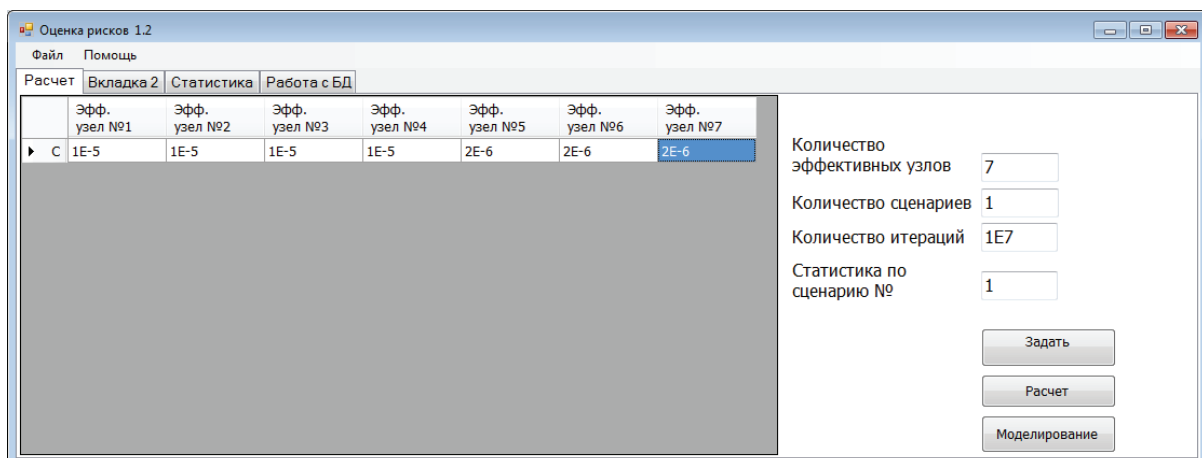 Оценка рисков 1.2
Файл Помощь
Расчет Вкладка 2 Статистика Работа с БД
Эфф. узел №1 Эфф. узел №2 Эфф. узел №3 Эфф. узел №4 Эфф. узел №5 Эфф. узел №6 Эфф. узел №7
С 1E-5 1E-5 1E-5 1E-5 2E-6 2E-6 2E-6
Количество
эффективных узлов 7
Количество сценариев 1
Количество итераций 1E7
Статистика по
сценарию № 1
Задать
Расчет
Моделирование